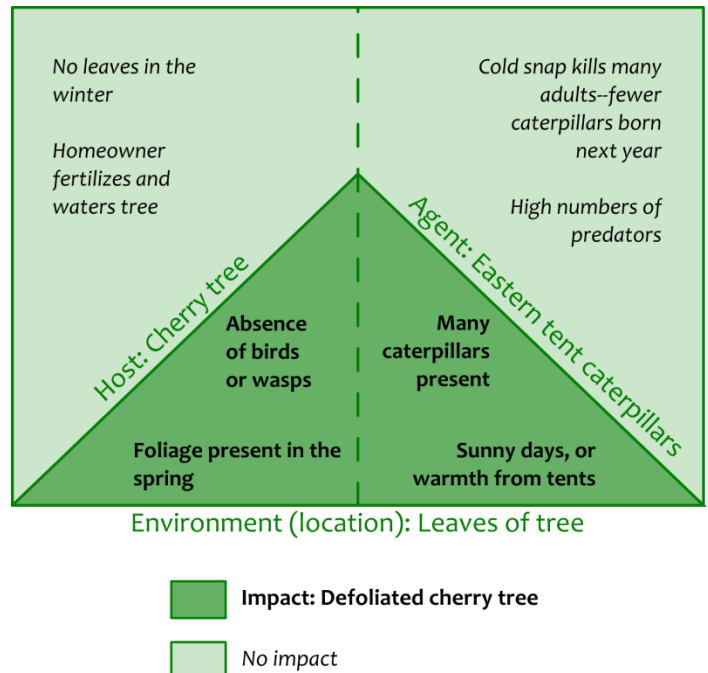 No leaves in the
winter
Homeowner
fertilizes and
waters tree
Cold snap kills many
adults--fewer
caterpillars born
next year
High numbers of
predators
Host: Cherry tree
Agent: Eastern tent caterpillars
Absence
of birds
or wasps
Many
caterpillars
present
Foliage present in the
spring
Sunny days, or
warmth from tents
Environment (location): Leaves of tree
Impact: Defoliated cherry tree
No impact